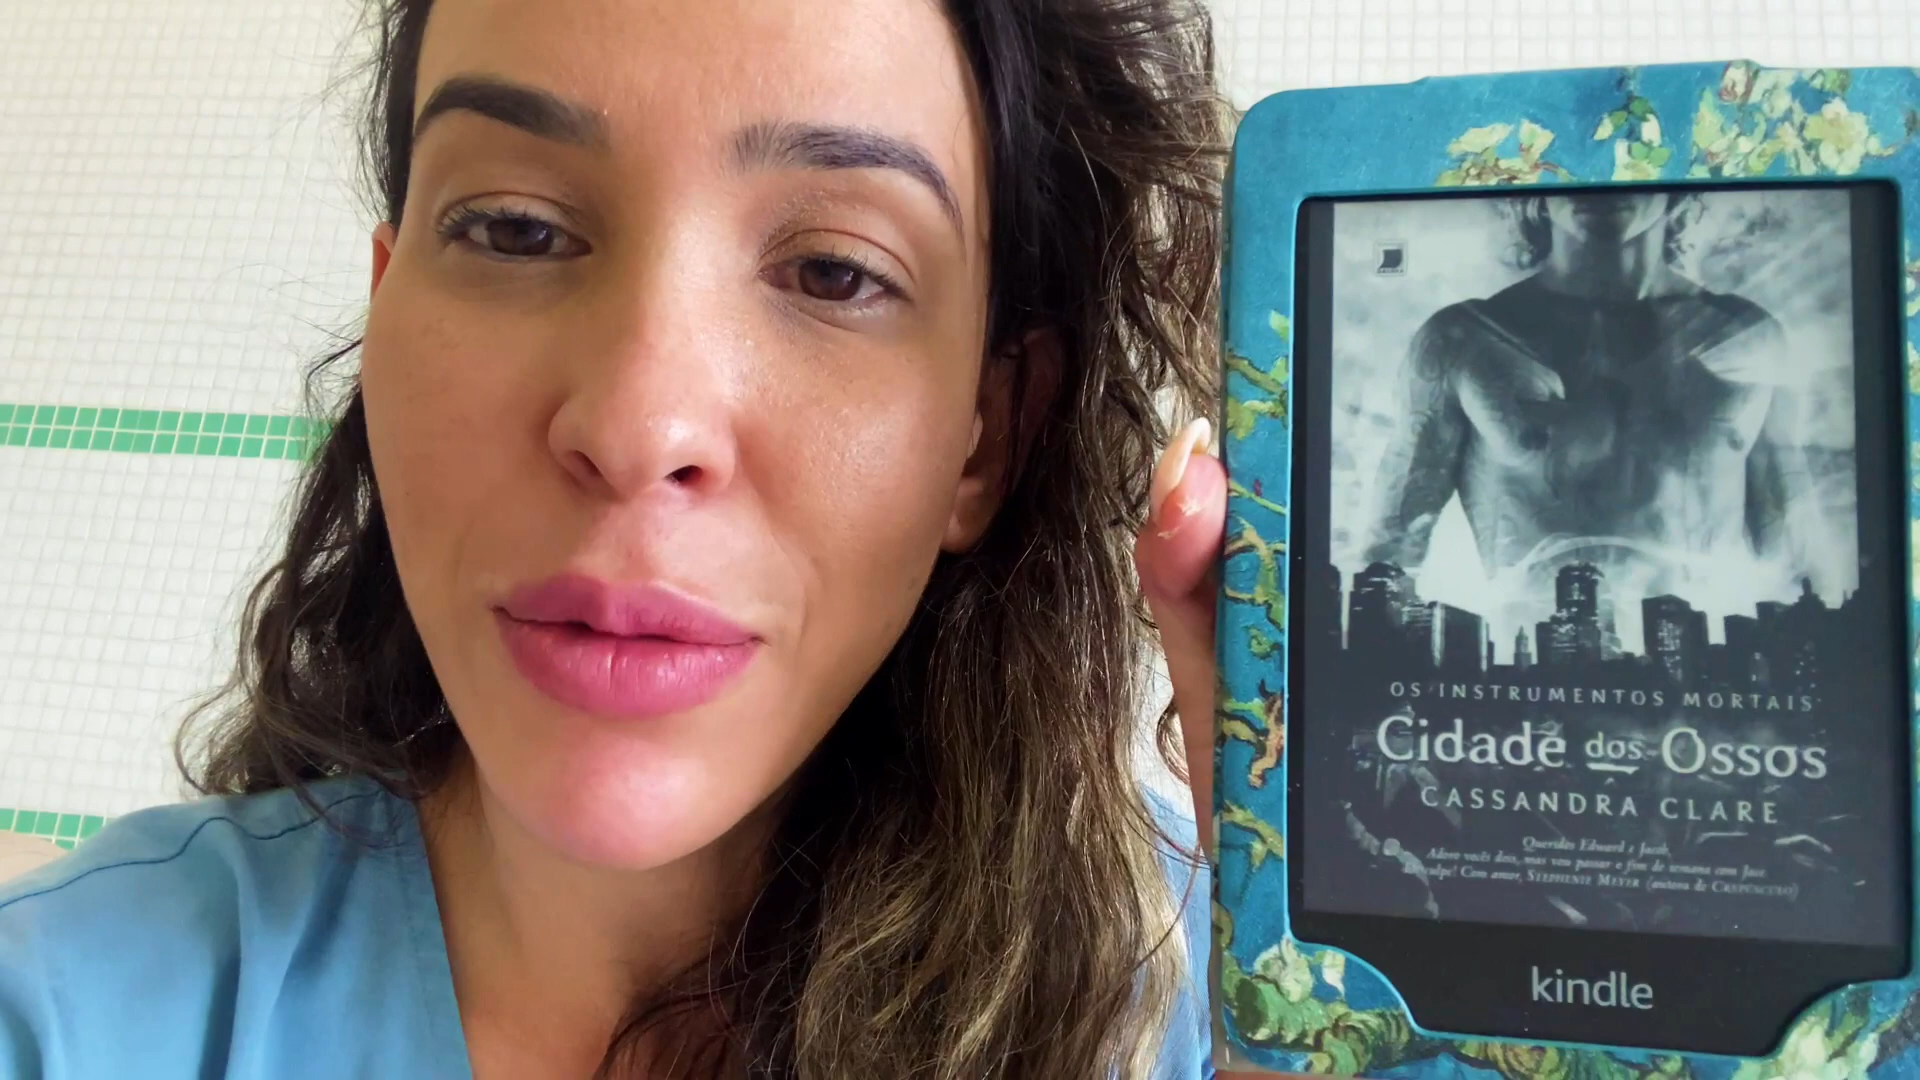 OS INSTRUMENTOS MORTAIS
Cidade dos Ossos
CASSANDRA CLARE
Queridos Edward e Jacob,
Adoro vocês dois, mas vou passar o fim de semana com Jace.
Desculpe! Com amor, STEPHENIE MEYER (autora de CREPÚSCULO)
kindle